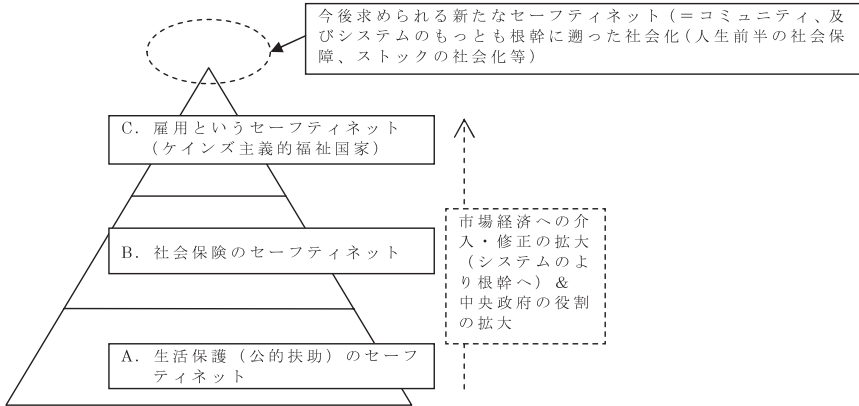 今後求められる新たなセーフティネット(=コミュニティ、及
びシステムのもっとも根幹に遡った社会化(人生前半の社会保
障、ストックの社会化等)
C. 雇用というセーフティネット
(ケインズ主義的福祉国家)
市場経済への介
入・修正の拡大
(システムのよ
り根幹へ) &
中央政府の役割
の拡大
B. 社会保険のセーフティネット
A. 生活保護(公的扶助)のセーフ
ティネット